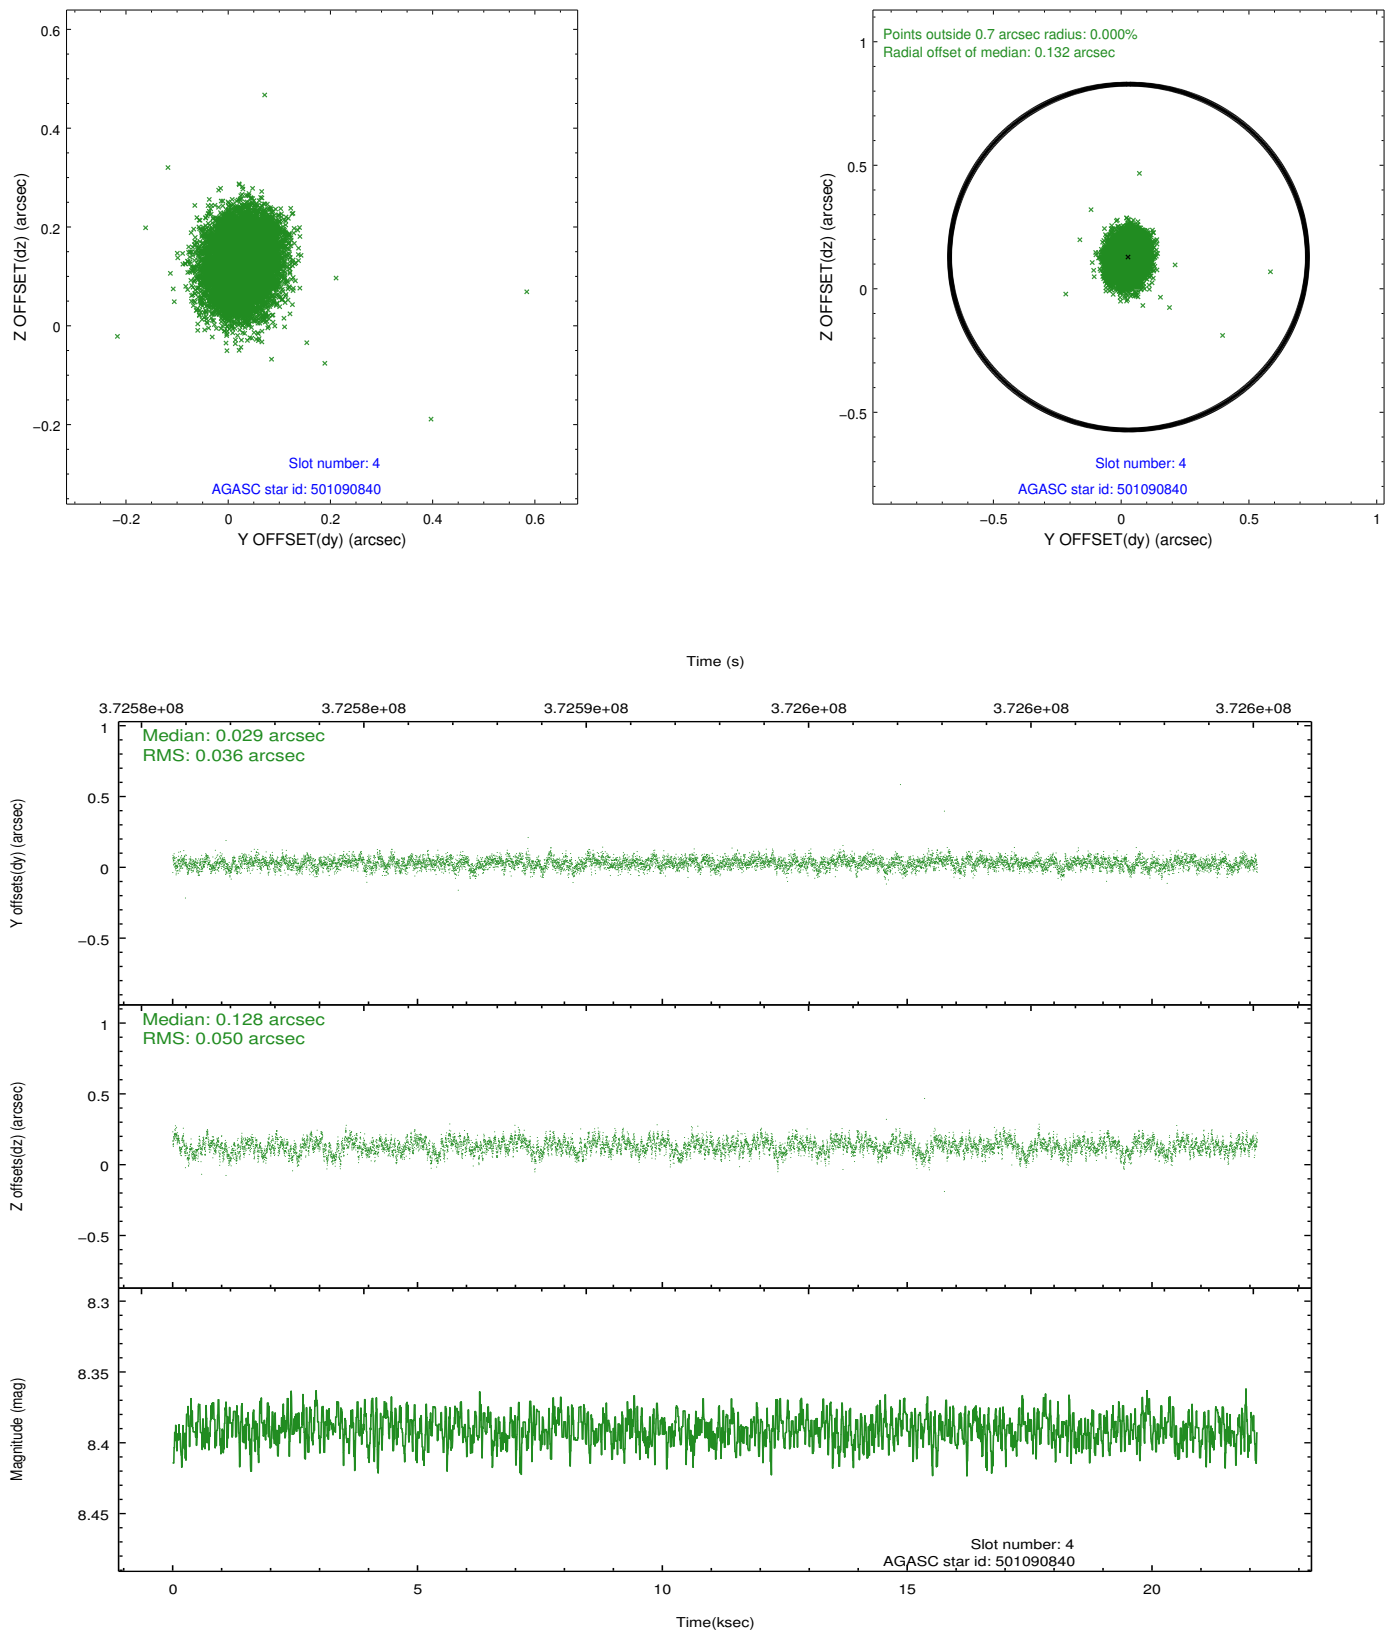 0.6
0.4
0.2
0
−0.2
Z OFFSET(dz) (arcsec)
Slot number: 4
AGASC star id: 501090840
−0.2 0 0.2 0.4 0.6
Y OFFSET(dy) (arcsec)
Points outside 0.7 arcsec radius: 0.000%
Radial offset of median: 0.132 arcsec
1
0.5
0
−0.5
Z OFFSET(dz) (arcsec)
Slot number: 4
AGASC star id: 501090840
−0.5 0 0.5 1
Y OFFSET(dy) (arcsec)
Time (s)
3.7258e+08 3.7258e+08 3.7259e+08 3.726e+08 3.726e+08 3.726e+08
Median: 0.029 arcsec
RMS: 0.036 arcsec
1
0.5
0
−0.5
Y offsets(dy) (arcsec)
Median: 0.128 arcsec
RMS: 0.050 arcsec
1
0.5
0
−0.5
Z offsets(dz) (arcsec)
8.3
8.35
8.4
8.45
Magnitude (mag)
Slot number: 4
AGASC star id: 501090840
0 5 10 15 20
Time(ksec)